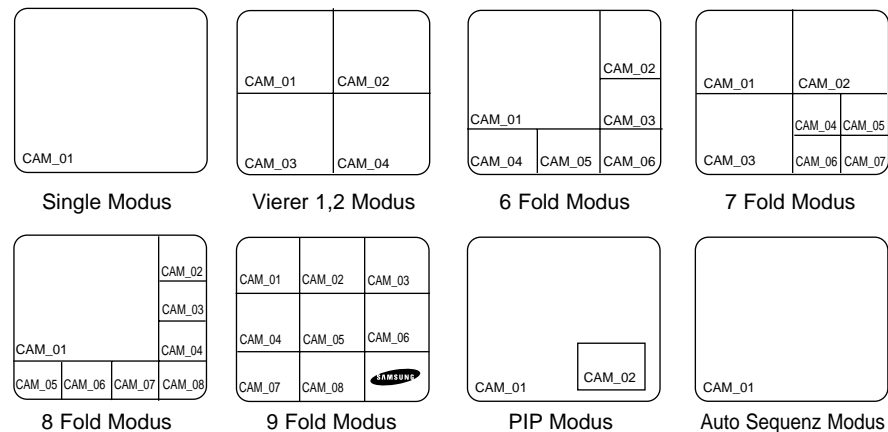 CAM_01
Single Modus
CAM_01 CAM_02
CAM_03 CAM_04
Vierer 1,2 Modus
CAM_02
CAM_01 CAM_03
CAM_04 CAM_05 CAM_06
6 Fold Modus
CAM_01 CAM_02
CAM_04 CAM_05
CAM_03 CAM_06 CAM_07
7 Fold Modus
CAM_02
CAM_03
CAM_01 CAM_04
CAM_05 CAM_06 CAM_07 CAM_08
8 Fold Modus
CAM_01 CAM_02 CAM_03
CAM_04 CAM_05 CAM_06
CAM_07 CAM_08 SAMSUNG
9 Fold Modus
CAM_02
CAM_01
PIP Modus
CAM_01
Auto Sequenz Modus